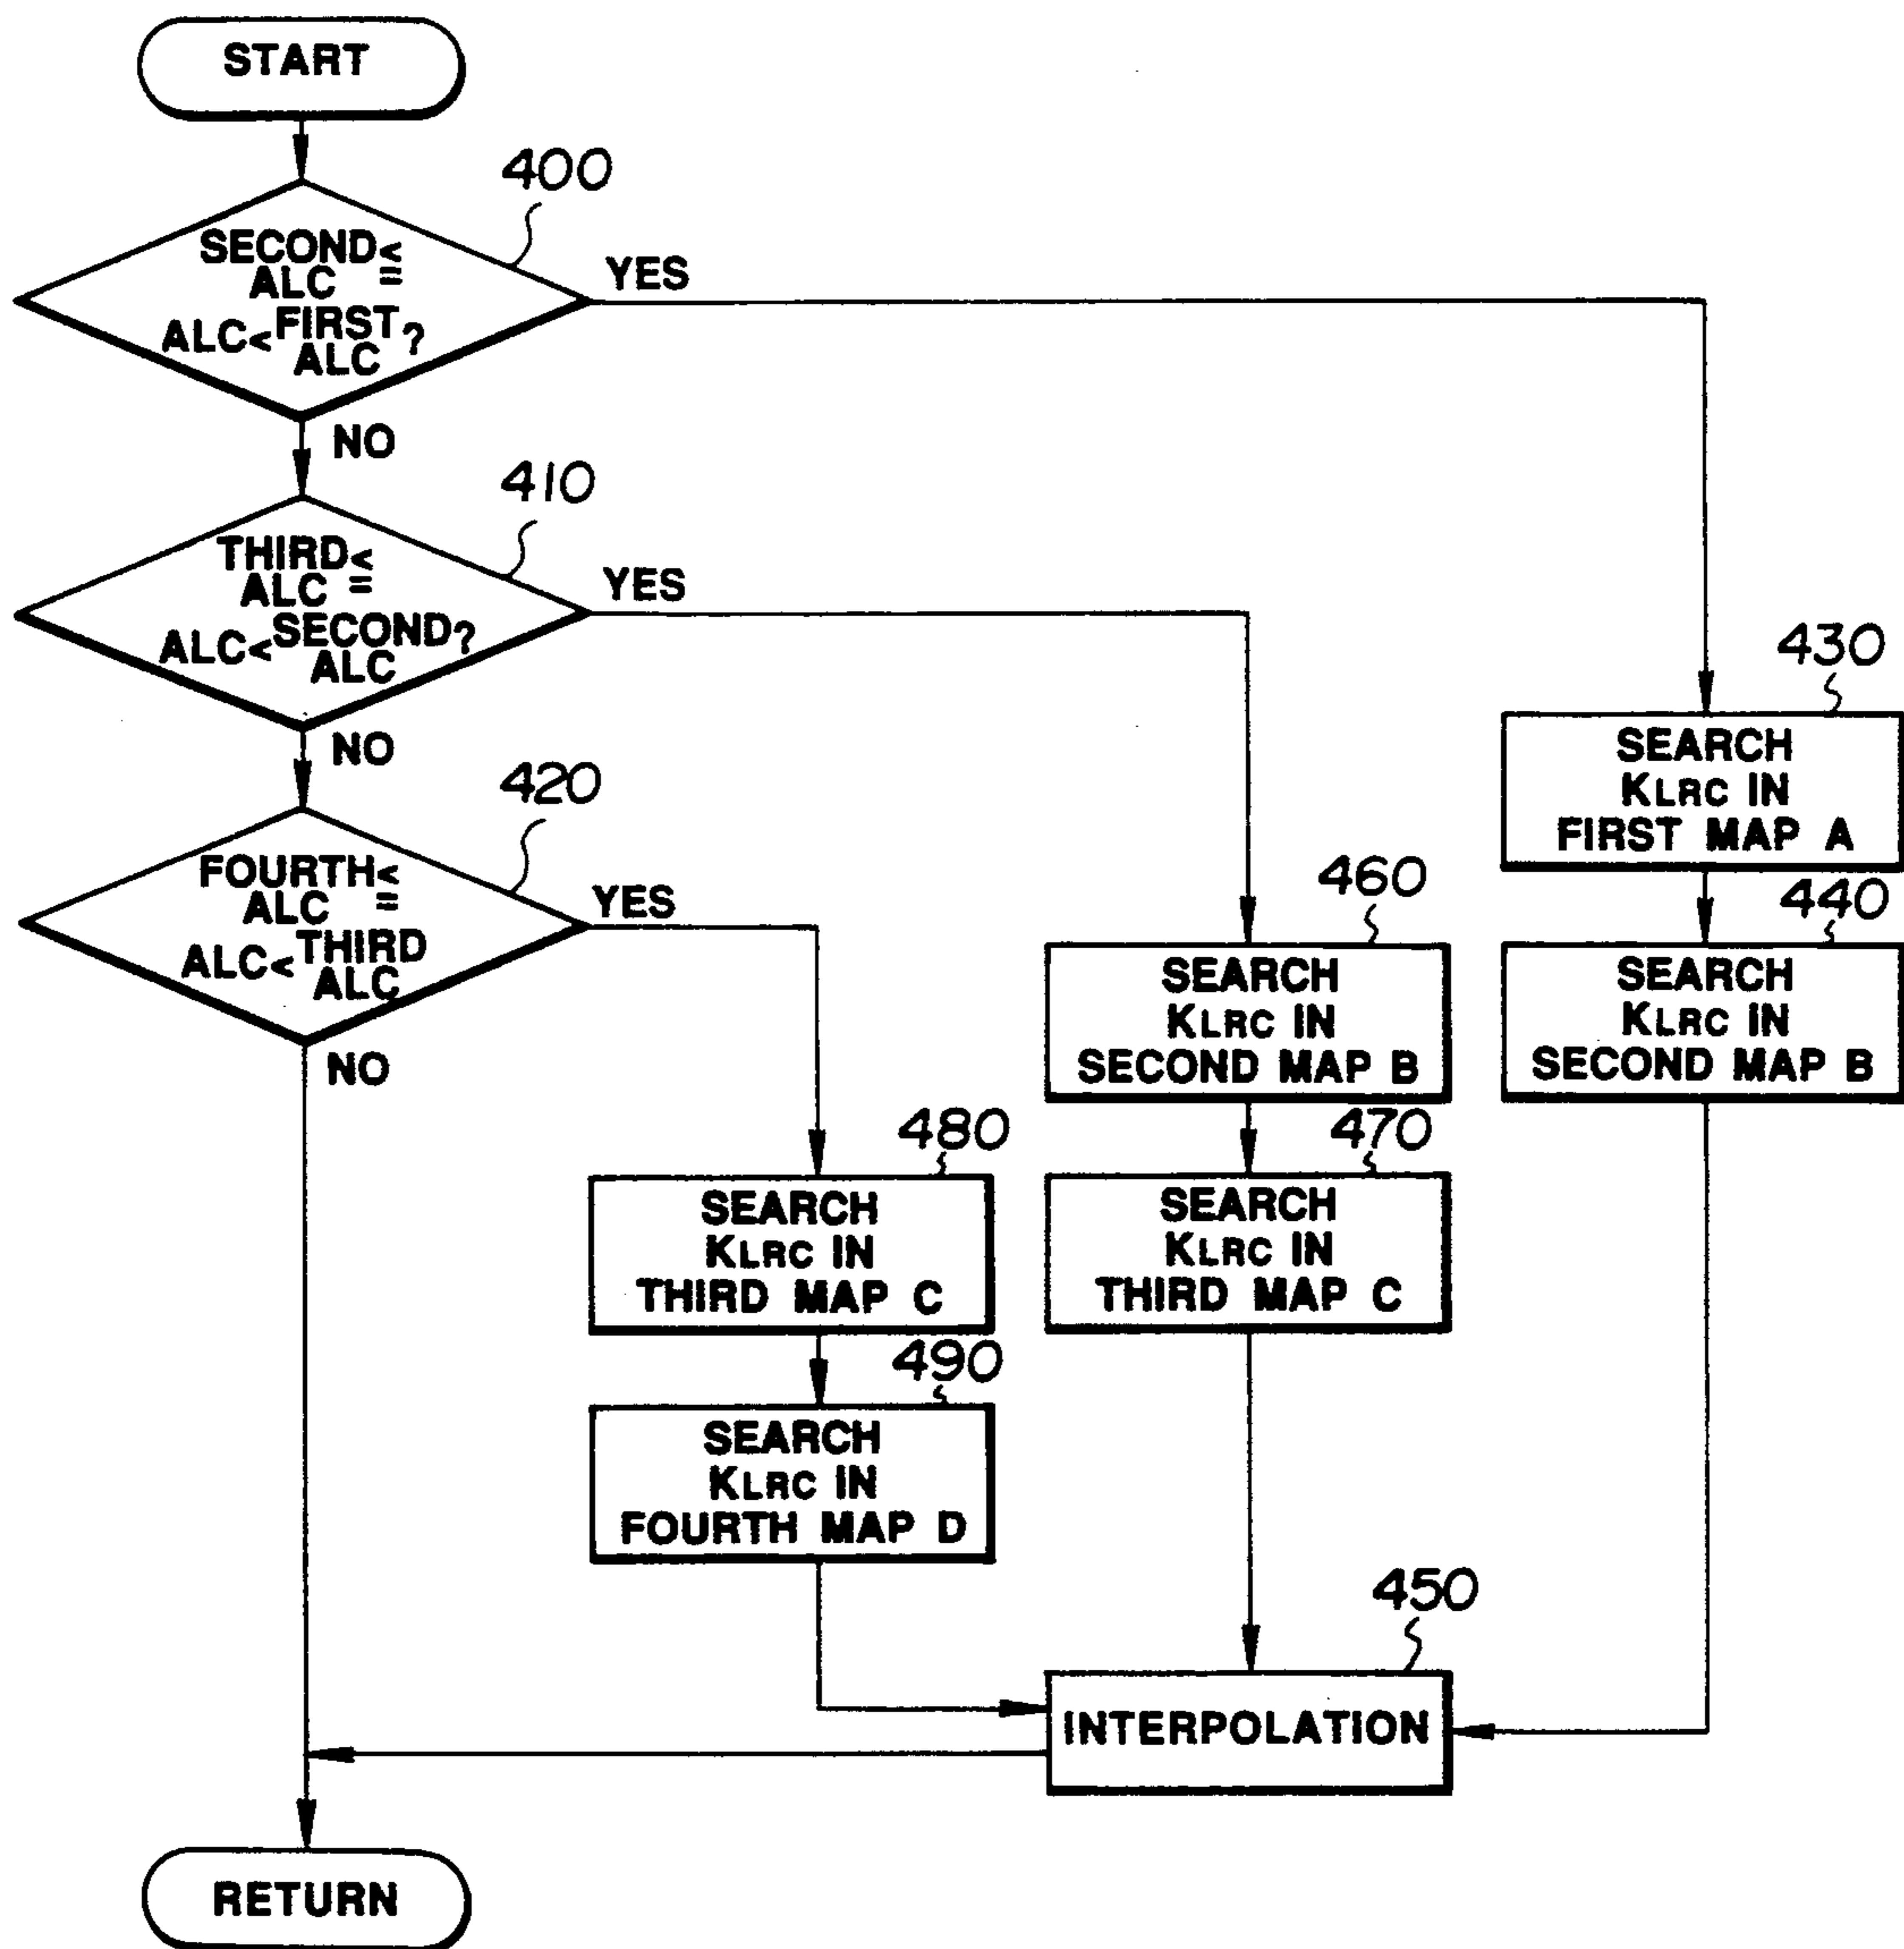 START
400
SECOND≦
ALC
ALC<FIRST?
ALC
YES
NO
410
THIRD≦
ALC
ALC<SECOND?
ALC
YES
NO
420
FOURTH≦
ALC
ALC<THIRD
ALC
YES
NO
430
SEARCH
KLRC IN
FIRST MAP A
440
SEARCH
KLRC IN
SECOND MAP B
460
SEARCH
KLRC IN
SECOND MAP B
470
SEARCH
KLRC IN
THIRD MAP C
480
SEARCH
KLRC IN
THIRD MAP C
490
SEARCH
KLRC IN
FOURTH MAP D
450
INTERPOLATION
RETURN